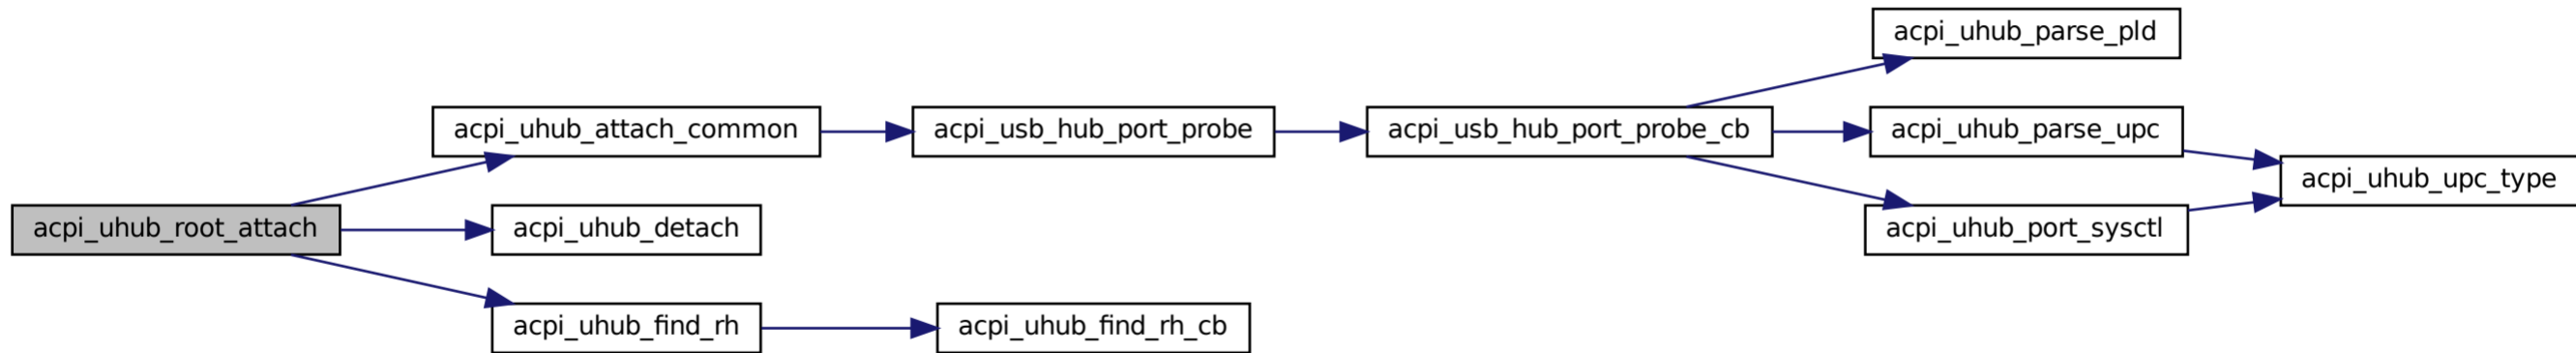 acpi_uhub_parse_pld
acpi_uhub_attach_common
acpi_usb_hub_port_probe
acpi_usb_hub_port_probe_cb
acpi_uhub_parse_upc
acpi_uhub_upc_type
acpi_uhub_root_attach
acpi_uhub_detach
acpi_uhub_port_sysctl
acpi_uhub_find_rh
acpi_uhub_find_rh_cb